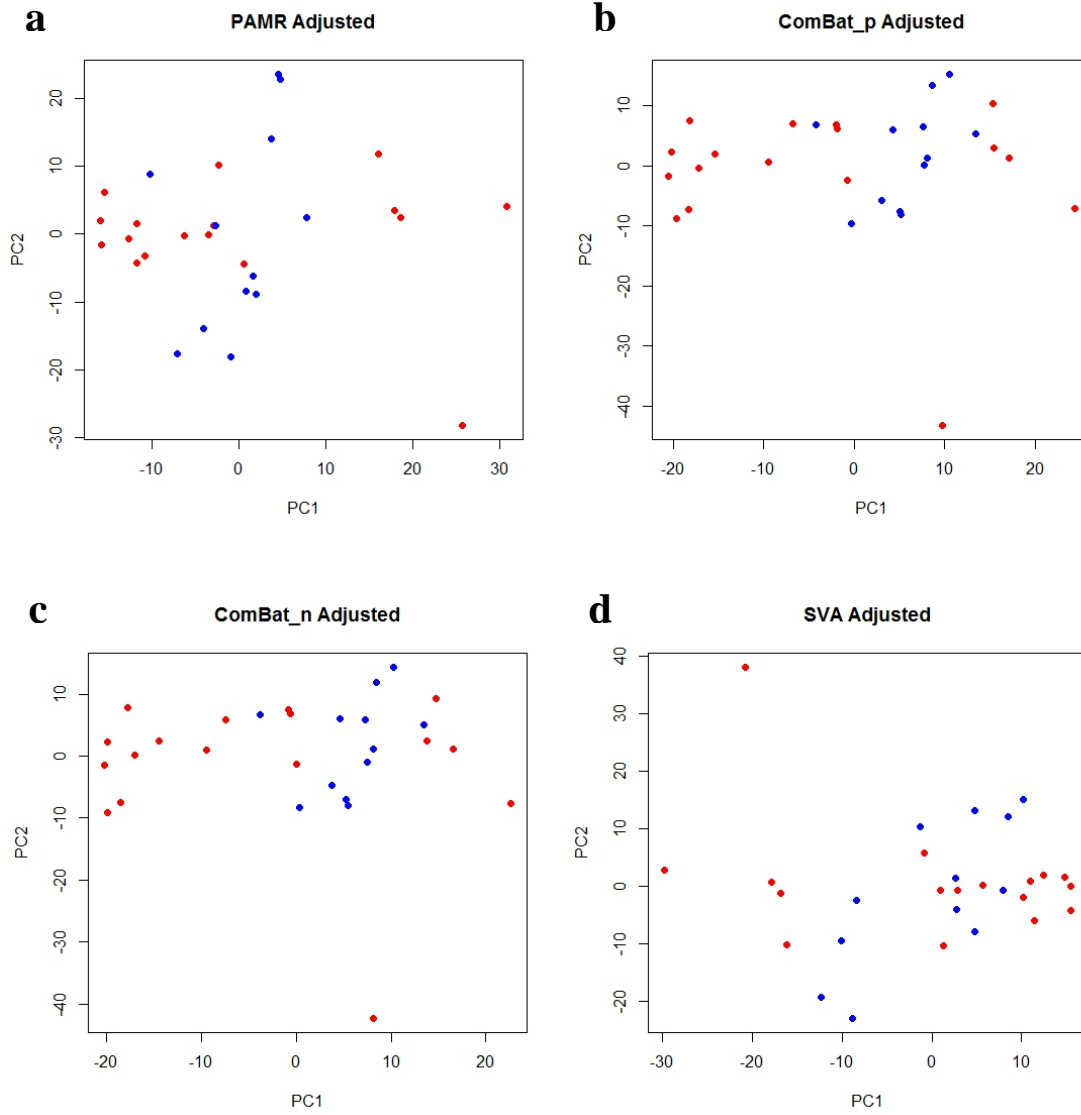 a PAMR Adjusted
20
10
0
-10
-20
-30
PC2
-10 0 10 20 30
PC1
b ComBat_p Adjusted
10
0
-10
-20
-30
-40
PC2
-20 -10 0 10 20
PC1
c ComBat_n Adjusted
10
0
-10
-20
-30
-40
PC2
-20 -10 0 10 20
PC1
d SVA Adjusted
40
30
20
10
0
-10
-20
PC2
-30 -20 -10 0 10
PC1